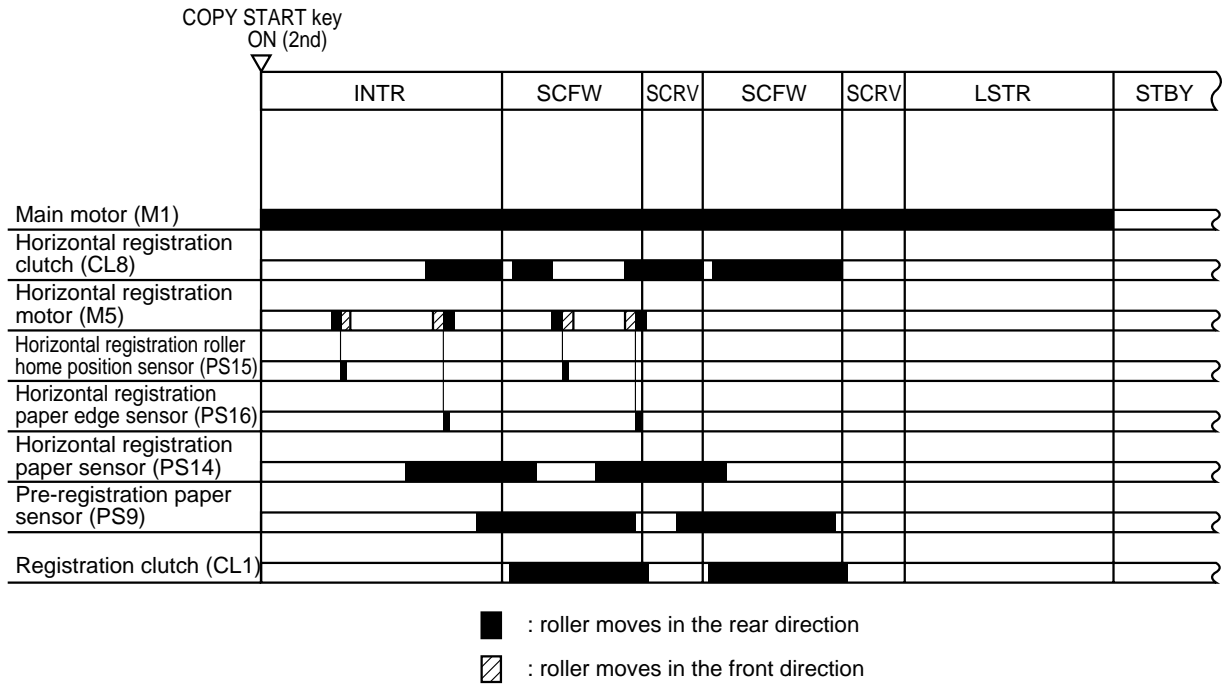 COPY START key
ON (2nd)
INTR SCFW SCRV SCFW SCRV LSTR STBY
Main motor (M1)
Horizontal registration
clutch (CL8)
Horizontal registration
motor (M5)
Horizontal registration roller
home position sensor (PS15)
Horizontal registration
paper edge sensor (PS16)
Horizontal registration
paper sensor (PS14)
Pre-registration paper
sensor (PS9)
Registration clutch (CL1)
: roller moves in the rear direction
: roller moves in the front direction